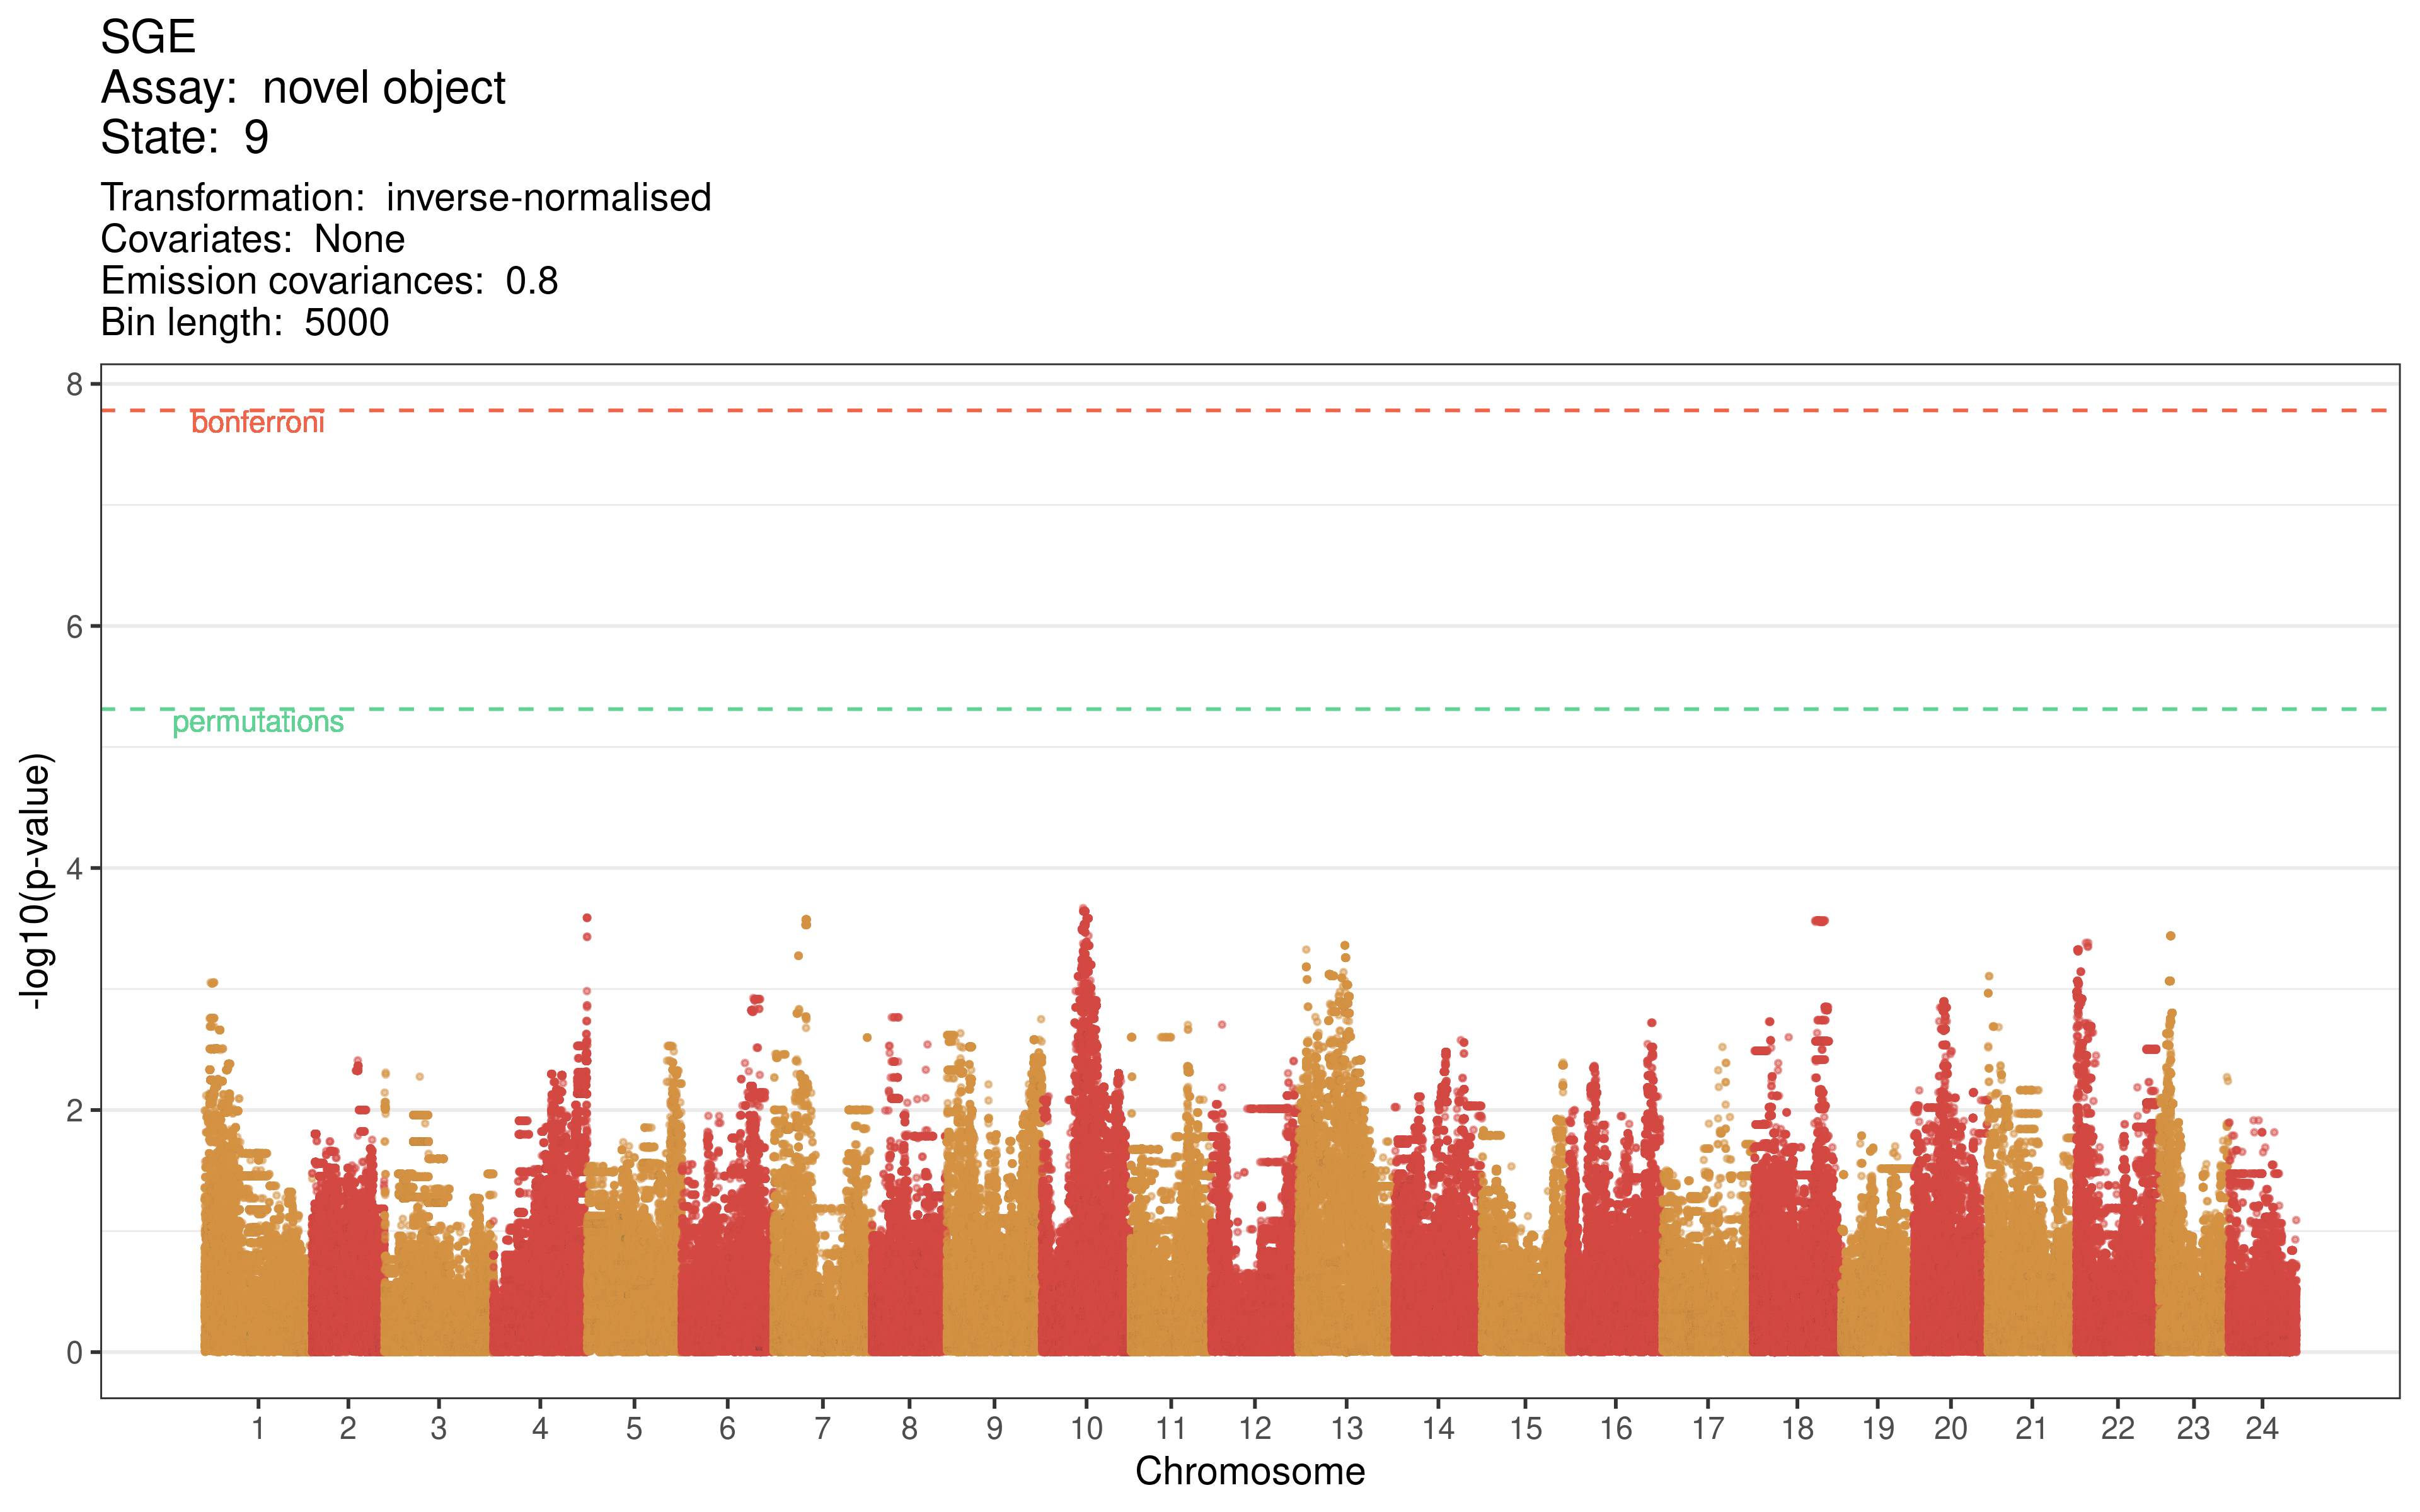 SGE
Assay:  novel object
State:  9
Transformation:  inverse-normalised
Covariates:  None
Emission covariances:  0.8
Bin length:  5000
8
bonferroni
6
permutations
4
2
0
-log10(p-value)
1 2 3 4 5 6 7 8 9 10 11 12 13 14 15 16 17 18 19 20 21 22 23 24
Chromosome